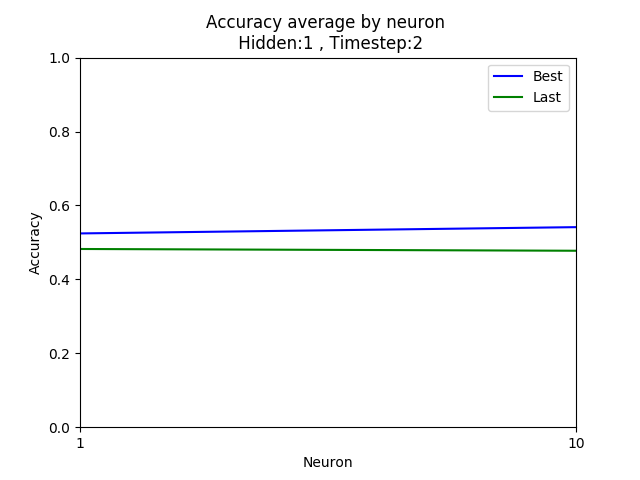 Accuracy average by neuron
Hidden:1 , Timestep:2
1.0
Best
Last
0.8
0.6
Accuracy
0.4
0.2
0.0
1
10
Neuron